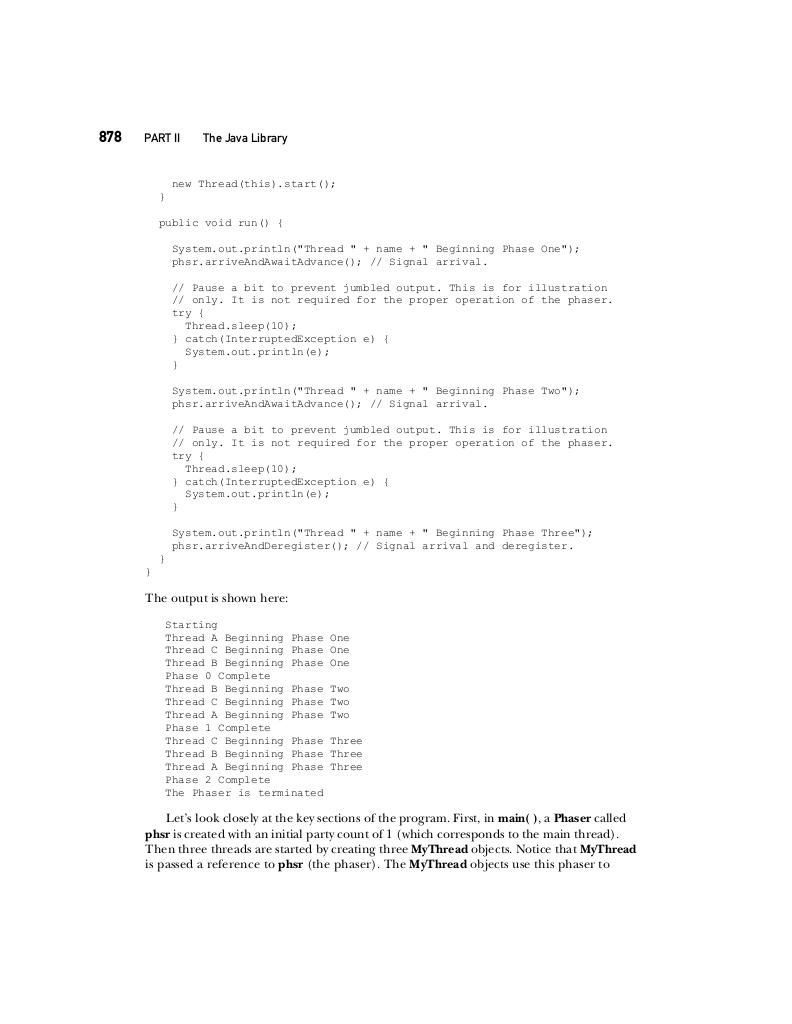 878 PART II The Java Library
new Thread(this).start();
}
public void run() {
System.out.println("Thread " + name + " Beginning Phase One");
phsr.arriveAndAwaitAdvance(); // Signal arrival.
// Pause a bit to prevent jumbled output. This is for illustration
// only. It is not required for the proper operation of the phaser.
try {
Thread.sleep(10);
} catch(InterruptedException e) {
System.out.println(e);
}
System.out.println("Thread " + name + " Beginning Phase Two");
phsr.arriveAndAwaitAdvance(); // Signal arrival.
// Pause a bit to prevent jumbled output. This is for illustration
// only. It is not required for the proper operation of the phaser.
try {
Thread.sleep(10);
} catch(InterruptedException e) {
System.out.println(e);
}
System.out.println("Thread " + name + " Beginning Phase Three");
phsr.arriveAndDeregister(); // Signal arrival and deregister.
}
}
The output is shown here:
Starting
Thread A Beginning Phase One
Thread C Beginning Phase One
Thread B Beginning Phase One
Phase 0 Complete
Thread B Beginning Phase Two
Thread C Beginning Phase Two
Thread A Beginning Phase Two
Phase 1 Complete
Thread C Beginning Phase Three
Thread B Beginning Phase Three
Thread A Beginning Phase Three
Phase 2 Complete
The Phaser is terminated
Let's look closely at the key sections of the program. First, in main( ), a Phaser called
phsr is created with an initial party count of 1 (which corresponds to the main thread).
Then three threads are started by creating three MyThread objects. Notice that MyThread
is passed a reference to phsr (the phaser). The MyThread objects use this phaser to